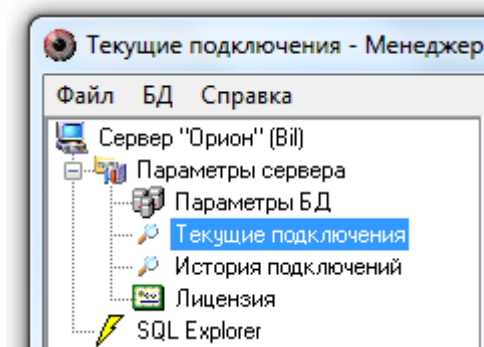 Текущие подключения - Менеджер
Файл БД Справка
Сервер "Орион" (Bil)
Параметры сервера
Параметры БД
Текущие подключения
История подключений
Лицензия
SQL Explorer